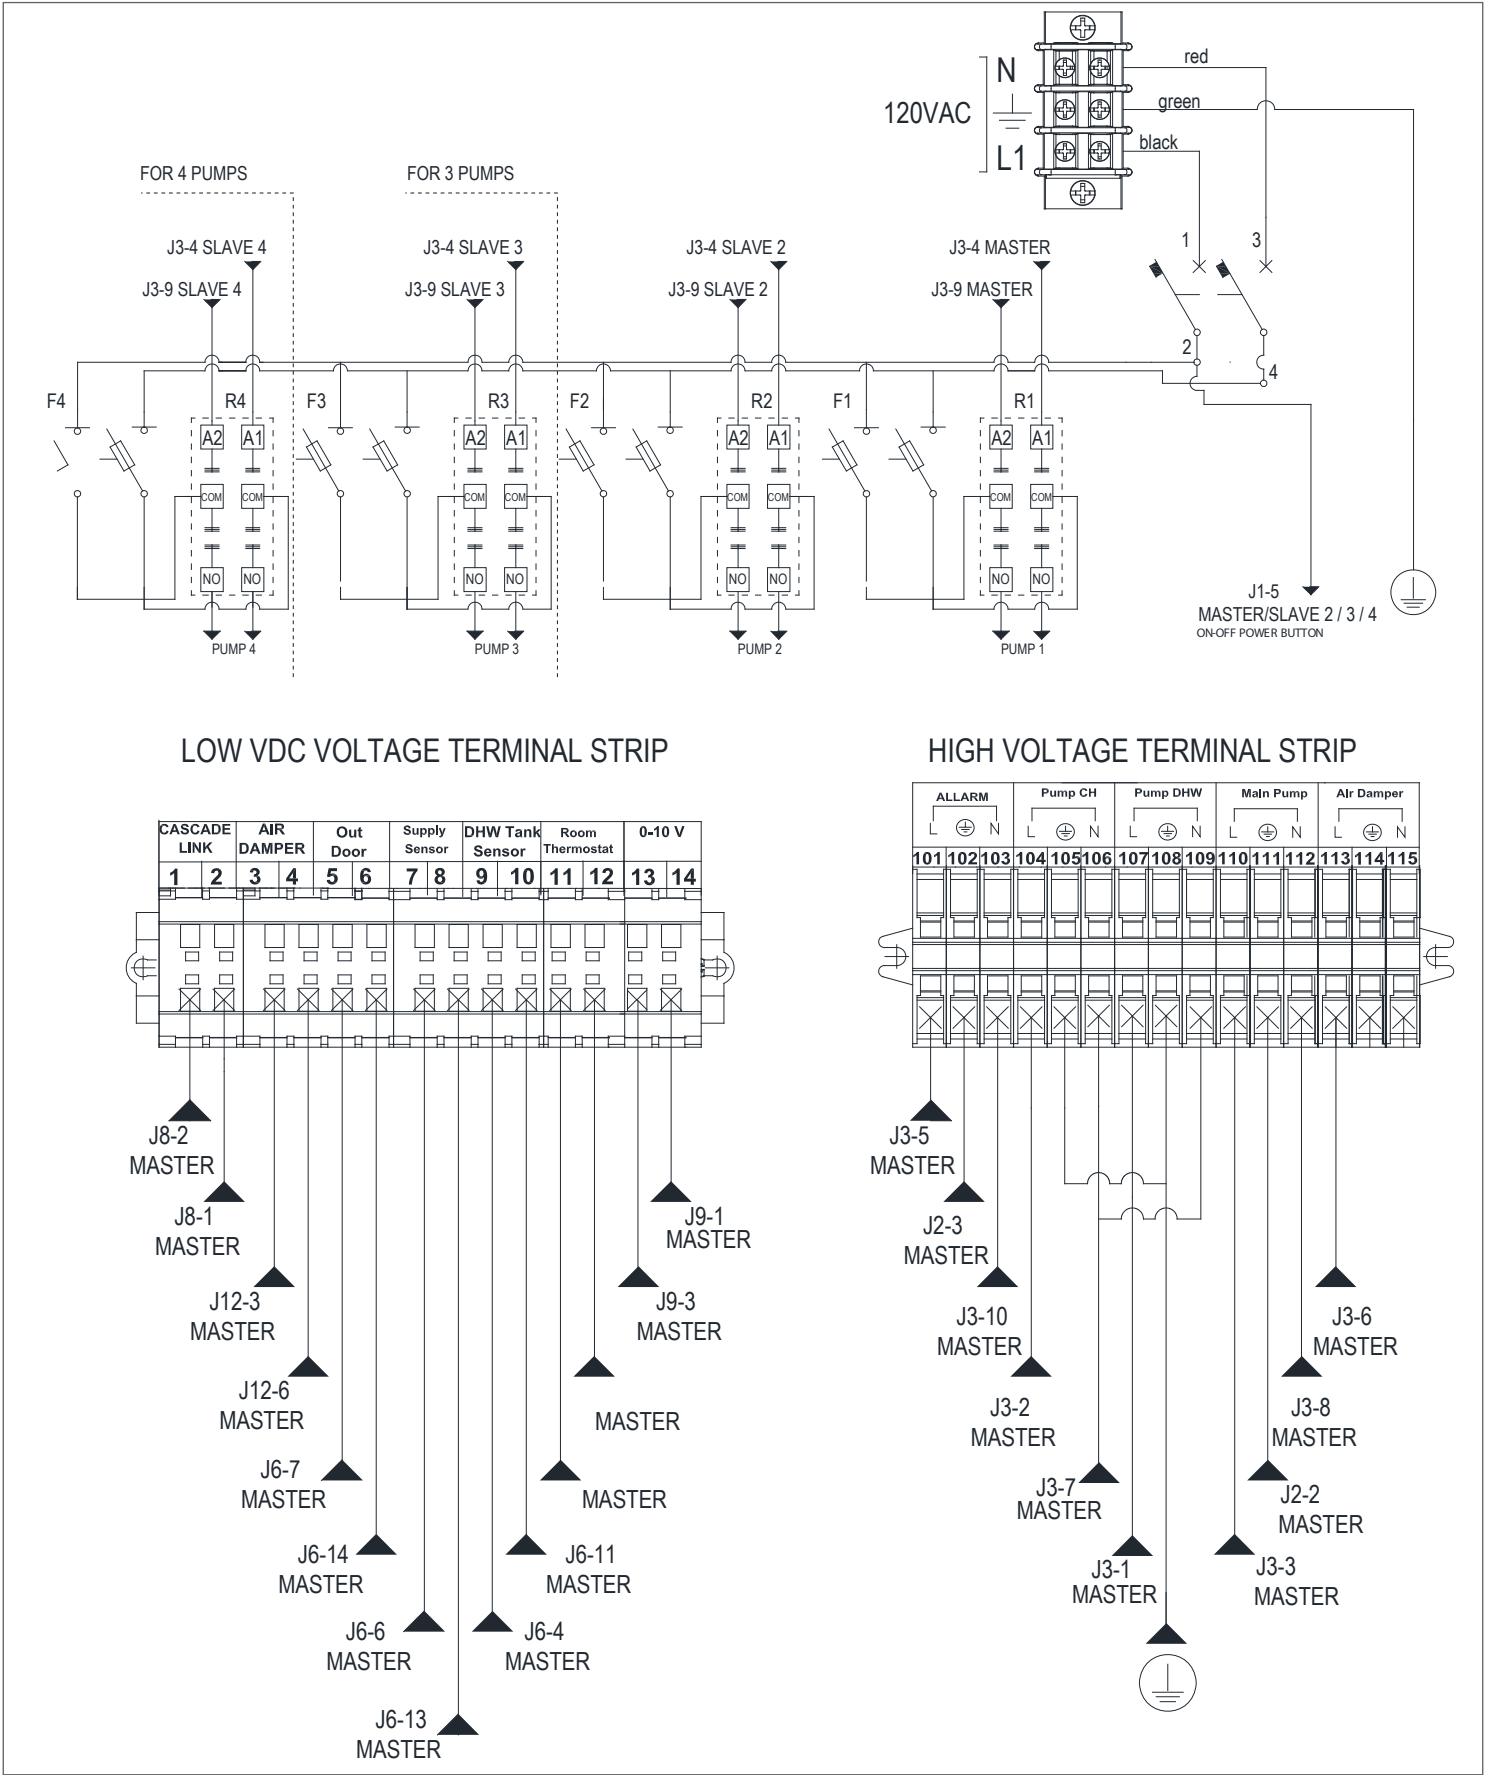 N
red
120VAC
green
L1
black
FOR 4 PUMPS
FOR 3 PUMPS
J3-4 SLAVE 4
J3-4 SLAVE 3
J3-4 SLAVE 2
J3-4 MASTER
1
3
J3-9 SLAVE 4
J3-9 SLAVE 3
J3-9 SLAVE 2
J3-9 MASTER
2
4
F4
R4
F3
R3
F2
R2
F1
R1
A2 A1
A2 A1
A2 A1
A2 A1
COM COM
COM COM
COM COM
COM COM
NO NO
NO NO
NO NO
NO NO
PUMP 4
PUMP 3
PUMP 2
PUMP 1
J1-5
MASTER/SLAVE 2 / 3 / 4
ON-OFF POWER BUTTON
LOW VDC VOLTAGE TERMINAL STRIP
CASCADE
LINK
AIR
DAMPER
Out
Door
Supply
Sensor
DHW Tank
Sensor
Room
Thermostat
0-10 V
1 2 3 4 5 6 7 8 9 10 11 12 13 14
J8-2
MASTER
J8-1
MASTER
J9-1
MASTER
J12-3
MASTER
J9-3
MASTER
J12-6
MASTER
MASTER
J6-7
MASTER
MASTER
J6-14
MASTER
J6-11
MASTER
J6-6
MASTER
J6-4
MASTER
J6-13
MASTER
HIGH VOLTAGE TERMINAL STRIP
ALLARM
Pump CH
Pump DHW
Main Pump
Air Damper
L N
L N
L N
L N
L N
101 102 103 104 105 106 107 108 109 110 111 112 113 114 115
J3-5
MASTER
J2-3
MASTER
J3-10
MASTER
J3-6
MASTER
J3-2
MASTER
J3-8
MASTER
J3-7
MASTER
J2-2
MASTER
J3-1
MASTER
J3-3
MASTER